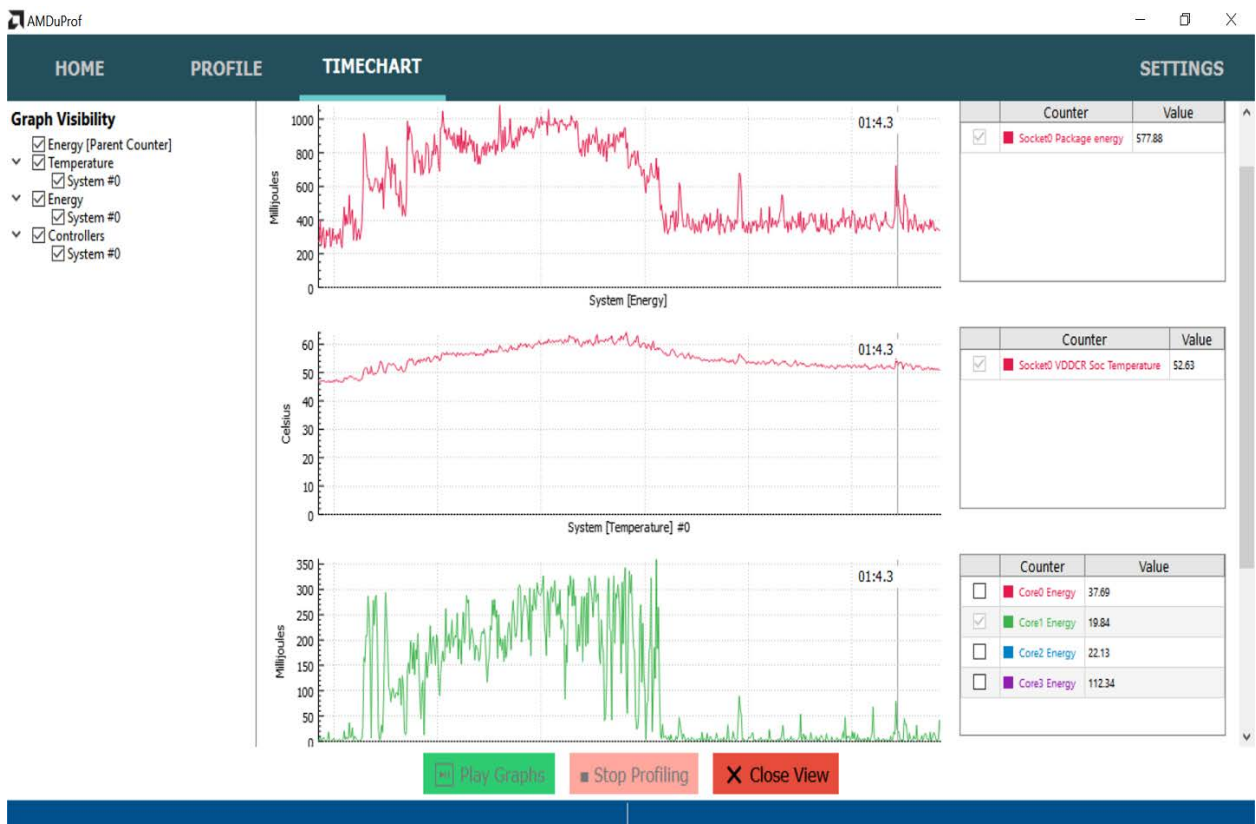 AMDuProf
HOME PROFILE TIMECHART SETTINGS
Graph Visibility
Energy [Parent Counter]
Temperature
System #0
Energy
System #0
Controllers
System #0
1000
800
600
400
200
0
Millijoules
01:4.3
System [Energy]
Counter Value
Socket0 Package energy 577.88
60
50
40
30
20
10
0
Celsius
01:4.3
System [Temperature] #0
Counter Value
Socket0 VDDCR Soc Temperature 52.63
350
300
250
200
150
100
50
0
Millijoules
01:4.3
Counter Value
Core0 Energy 37.69
Core1 Energy 19.84
Core2 Energy 22.13
Core3 Energy 112.34
Play Graphs Stop Profiling Close View